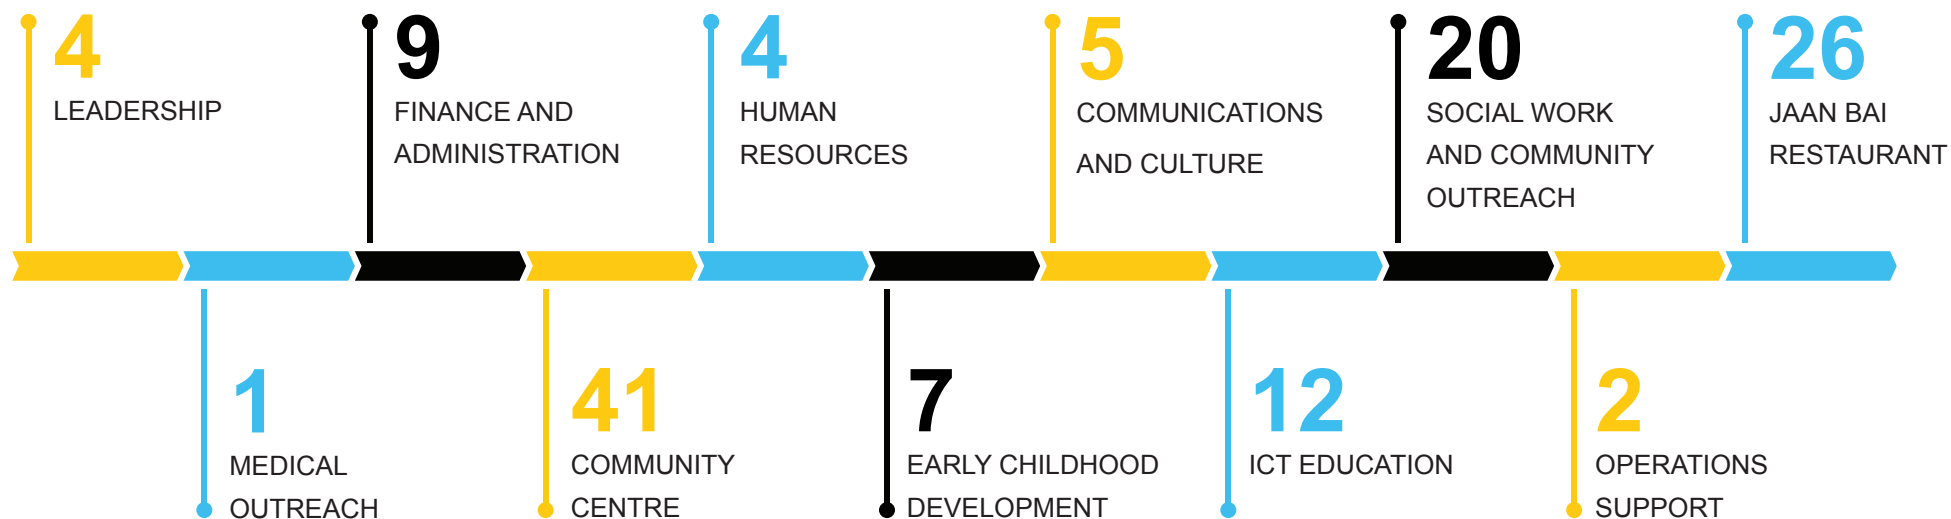 4
LEADERSHIP
9
FINANCE AND
ADMINISTRATION
4
HUMAN
RESOURCES
5
COMMUNICATIONS
AND CULTURE
20
SOCIAL WORK
AND COMMUNITY
OUTREACH
26
JAAN BAI
RESTAURANT
1
MEDICAL
OUTREACH
41
COMMUNITY
CENTRE
7
EARLY CHILDHOOD
DEVELOPMENT
12
ICT EDUCATION
2
OPERATIONS
SUPPORT